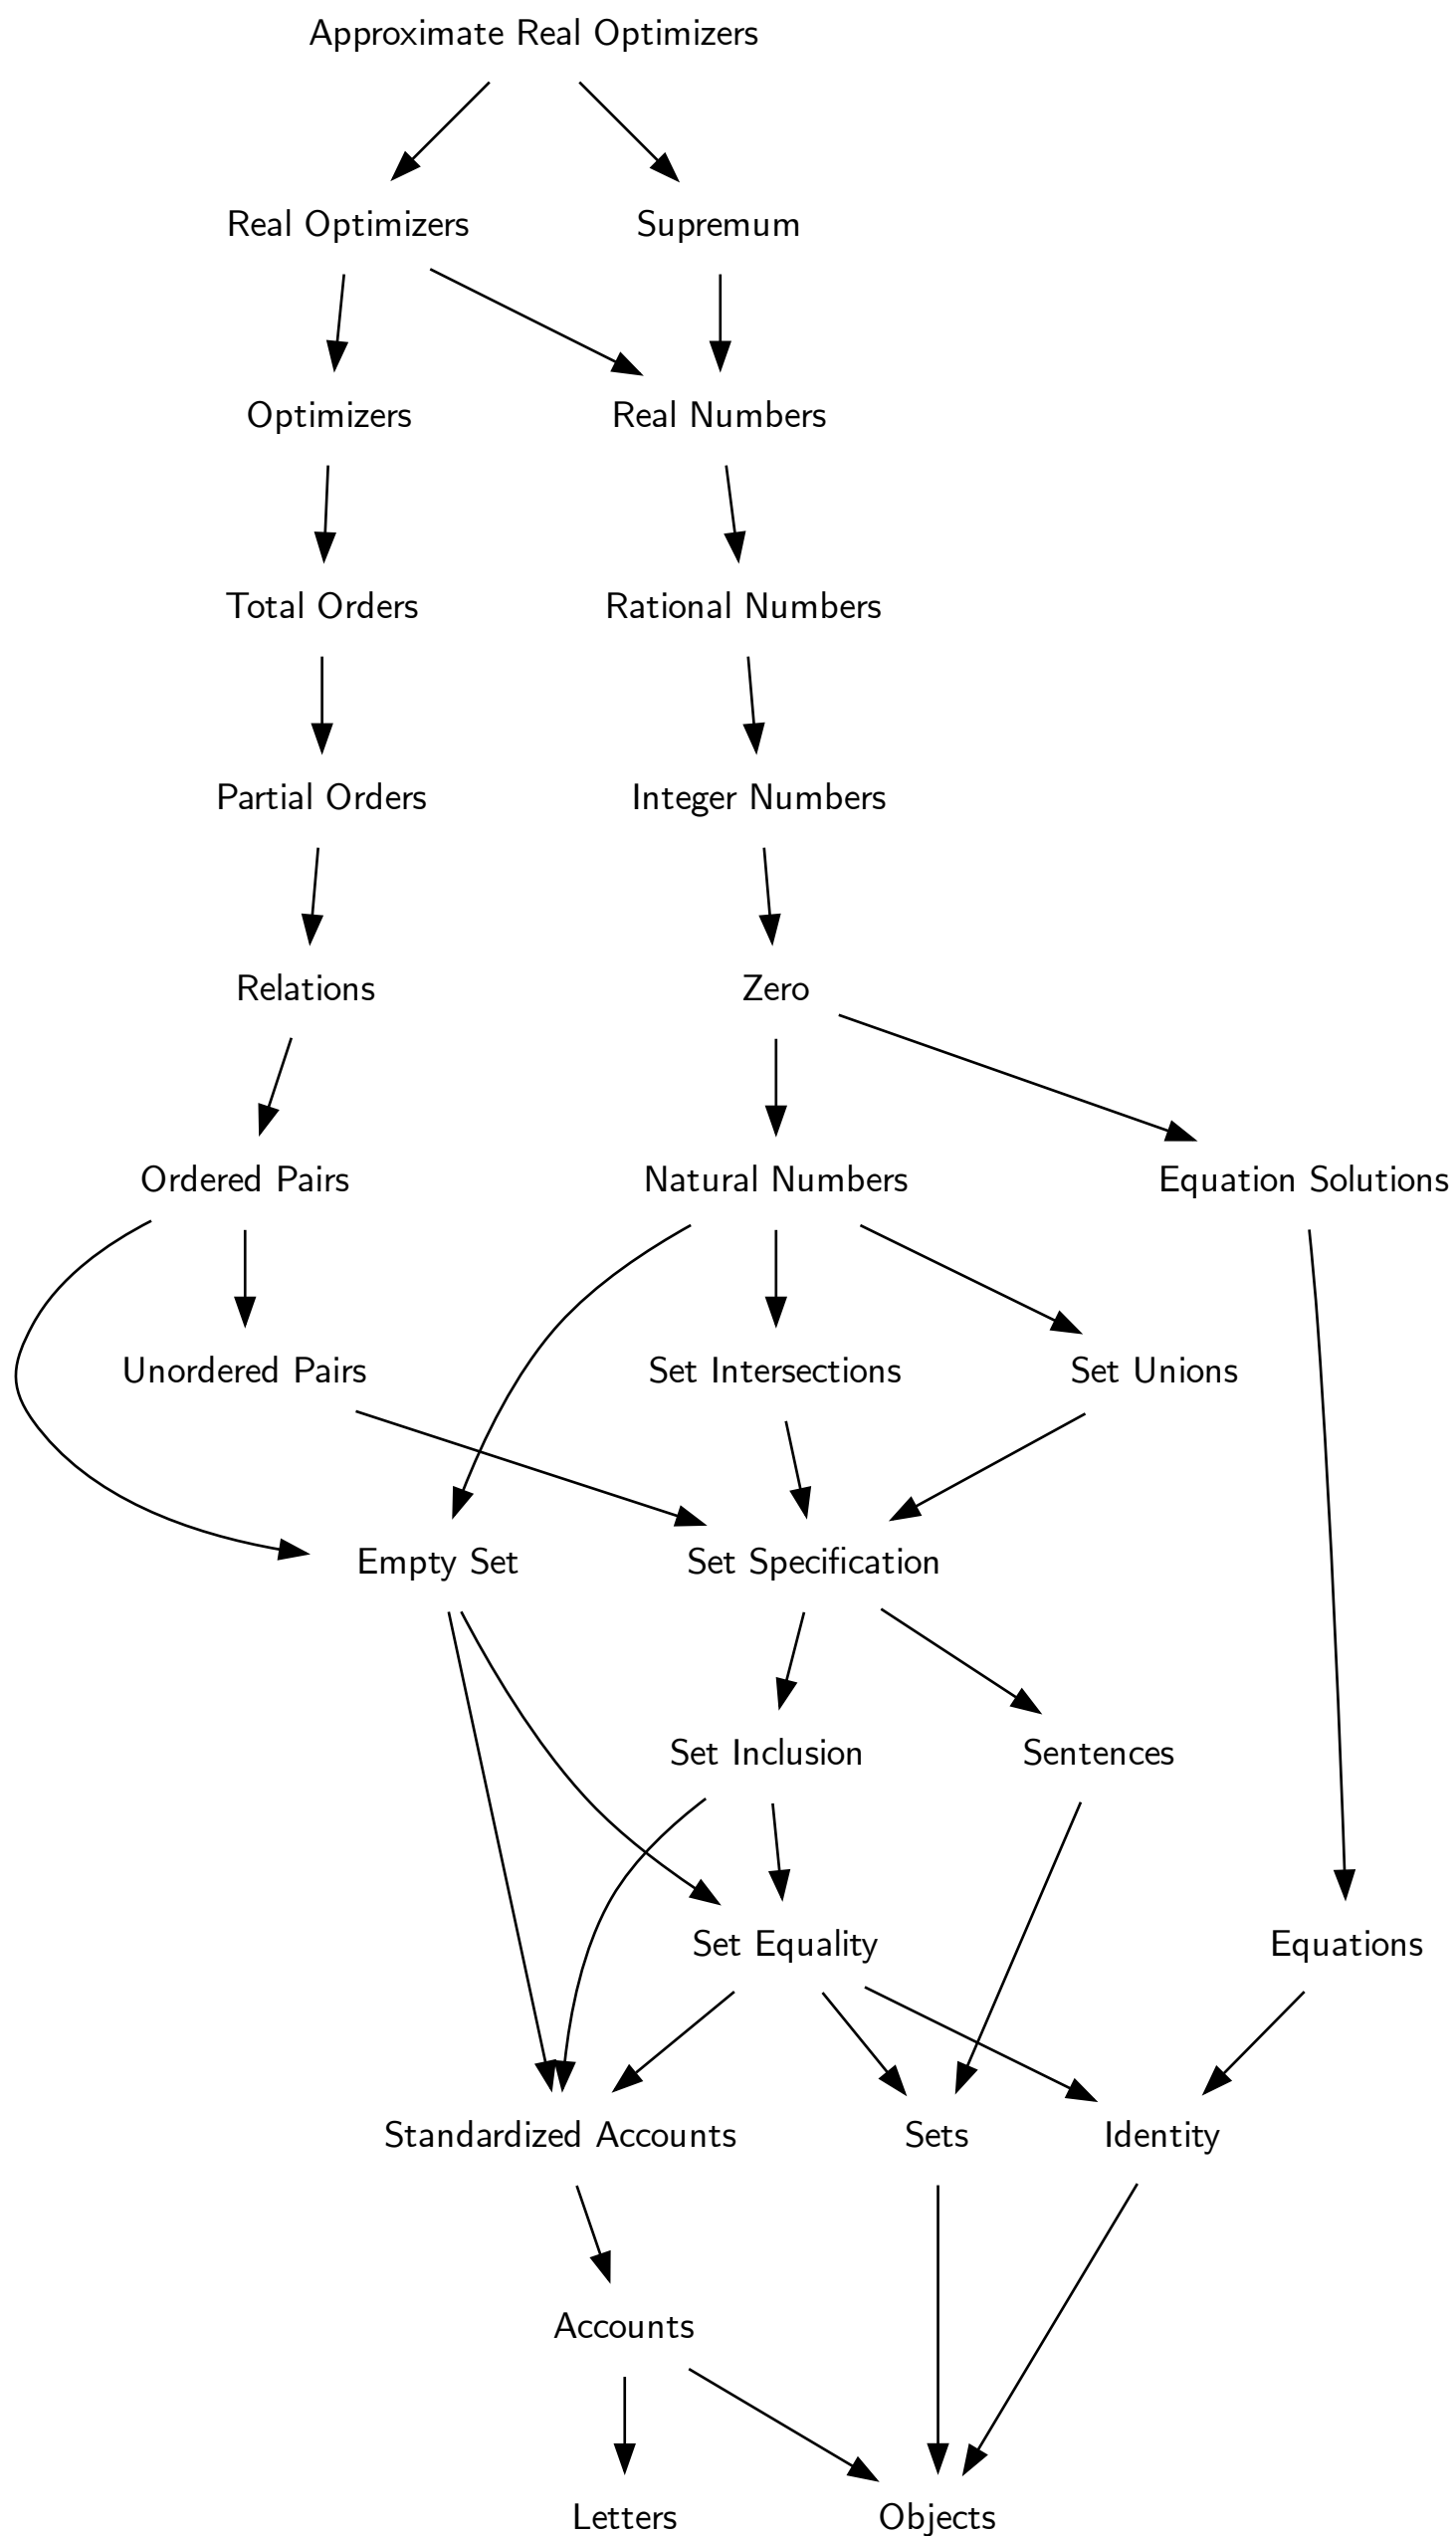 Approximate Real Optimizers
Real Optimizers
Supremum
Optimizers
Real Numbers
Total Orders
Rational Numbers
Partial Orders
Integer Numbers
Relations
Zero
Ordered Pairs
Natural Numbers
Equation Solutions
Unordered Pairs
Set Intersections
Set Unions
Empty Set
Set Specification
Set Inclusion
Sentences
Set Equality
Equations
Standardized Accounts
Sets
Identity
Accounts
Letters
Objects